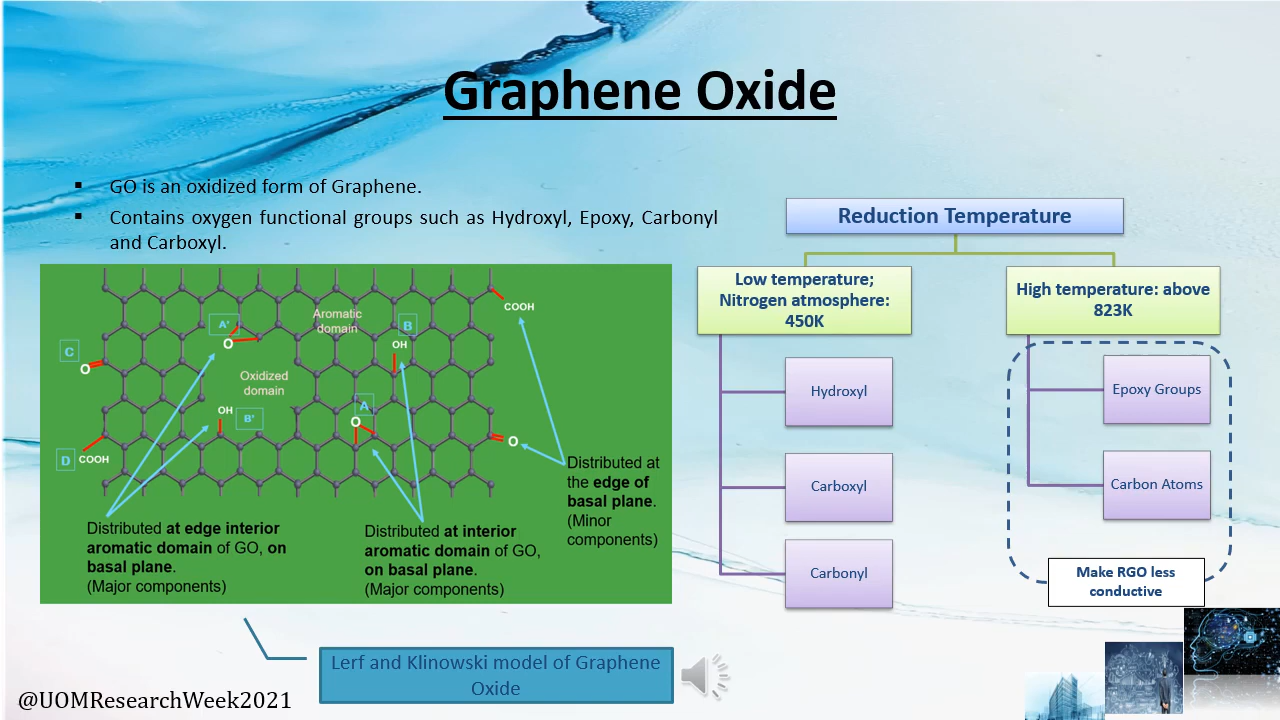 Graphene Oxide
GO is an oxidized form of Graphene.
Contains oxygen functional groups such as Hydroxyl, Epoxy, Carbonyl
and Carboxyl.
COOH
Aromatic
domain
A'
B
O
OH
C
O
Oxidized
domain
A
OH
B'
O
O
D
COOH
Distributed at
the edge of
basal plane.
(Minor
components)
Distributed at edge interior
aromatic domain of GO, on
basal plane.
(Major components)
Distributed at interior
aromatic domain of GO,
on basal plane.
(Major components)
Lerf and Klinowski model of Graphene
Oxide
Reduction Temperature
Low temperature;
Nitrogen atmosphere:
450K
Hydroxyl
Carboxyl
Carbonyl
High temperature: above
823K
Epoxy Groups
Carbon Atoms
Make RGO less
conductive
@UOMResearchWeek2021